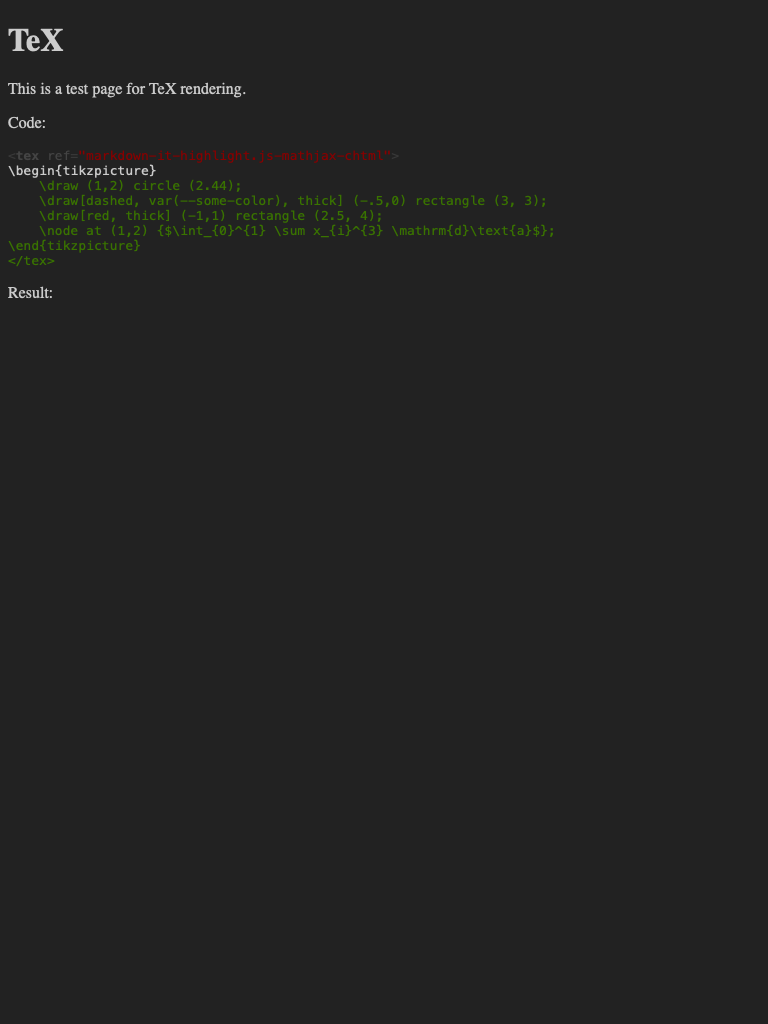 TeX
This is a test page for TeX rendering.
Code:
<tex ref="markdown-it-highlight.js-mathjax-chtml">
\begin{tikzpicture}
    \draw (1,2) circle (2.44);
    \draw[dashed, var(--some-color), thick] (-.5,0) rectangle (3, 3);
    \draw[red, thick] (-1,1) rectangle (2.5, 4);
    \node at (1,2) {$\int_{0}^{1} \sum x_{i}^{3} \mathrm{d}\text{a}$};
\end{tikzpicture}
</tex>
Result: